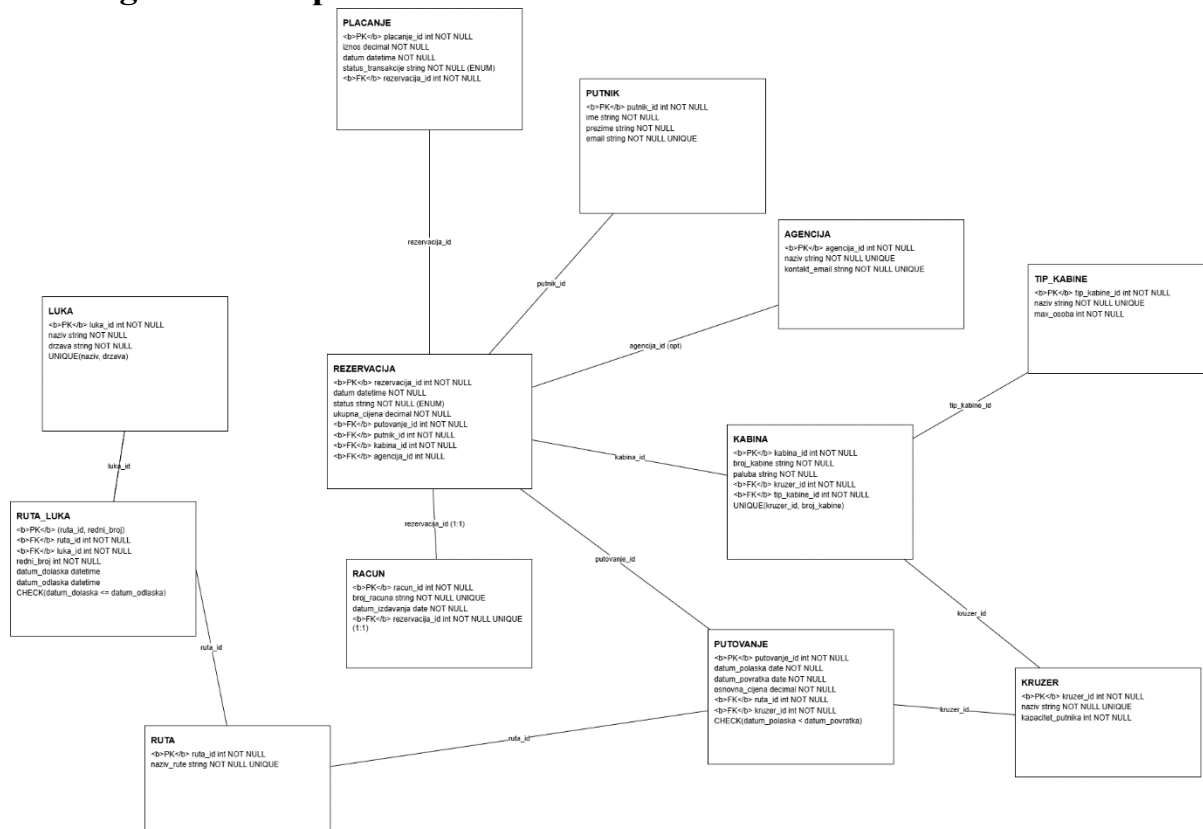 PLACANJE
<b>PK</b> placanje_id int NOT NULL
iznos decimal NOT NULL
datum datetime NOT NULL
status_transakcije string NOT NULL (ENUM)
<b>FK</b> rezervacija_id int NOT NULL
PUTNIK
<b>PK</b> putnik_id int NOT NULL
ime string NOT NULL
prezime string NOT NULL
email string NOT NULL UNIQUE
rezervacija_id
putnik_id
AGENCIJA
<b>PK</b> agencija_id int NOT NULL
naziv string NOT NULL UNIQUE
kontakt_email string NOT NULL UNIQUE
TIP_KABINE
<b>PK</b> tip_kabine_id int NOT NULL
naziv string NOT NULL UNIQUE
max_osoba int NOT NULL
LUKA
<b>PK</b> luka_id int NOT NULL
naziv string NOT NULL
drzava string NOT NULL
UNIQUE(naziv, drzava)
agencija_id (opt)
REZERVACIJA
<b>PK</b> rezervacija_id int NOT NULL
datum datetime NOT NULL
status string NOT NULL (ENUM)
ukupna_cijena decimal NOT NULL
<b>FK</b> putovanje_id int NOT NULL
<b>FK</b> putnik_id int NOT NULL
<b>FK</b> kabina_id int NOT NULL
<b>FK</b> agencija_id int NULL
tip_kabine_id
kabina_id
KABINA
<b>PK</b> kabina_id int NOT NULL
broj_kabine string NOT NULL
paluba string NOT NULL
<b>FK</b> kruzer_id int NOT NULL
<b>FK</b> tip_kabine_id int NOT NULL
UNIQUE(kruzer_id, broj_kabine)
luka_id
RUTA_LUKA
<b>PK</b> (ruta_id, redni_broj)
<b>FK</b> ruta_id int NOT NULL
<b>FK</b> luka_id int NOT NULL
redni_broj int NOT NULL
datum_dolaska datetime
datum_odlaska datetime
CHECK(datum_dolaska <= datum_odlaska)
rezervacija_id (1:1)
RACUN
<b>PK</b> racun_id int NOT NULL
broj_racuna string NOT NULL UNIQUE
datum_izdavanja date NOT NULL
<b>FK</b> rezervacija_id int NOT NULL UNIQUE
(1:1)
putovanje_id
kruzer_id
ruta_id
PUTOVANJE
<b>PK</b> putovanje_id int NOT NULL
datum_polaska date NOT NULL
datum_povratka date NOT NULL
osnovna_cijena decimal NOT NULL
<b>FK</b> ruta_id int NOT NULL
<b>FK</b> kruzer_id int NOT NULL
CHECK(datum_polaska < datum_povratka)
kruzer_id
KRUZER
<b>PK</b> kruzer_id int NOT NULL
naziv string NOT NULL UNIQUE
kapacitet_putnika int NOT NULL
ruta_id
RUTA
<b>PK</b> ruta_id int NOT NULL
naziv_rute string NOT NULL UNIQUE